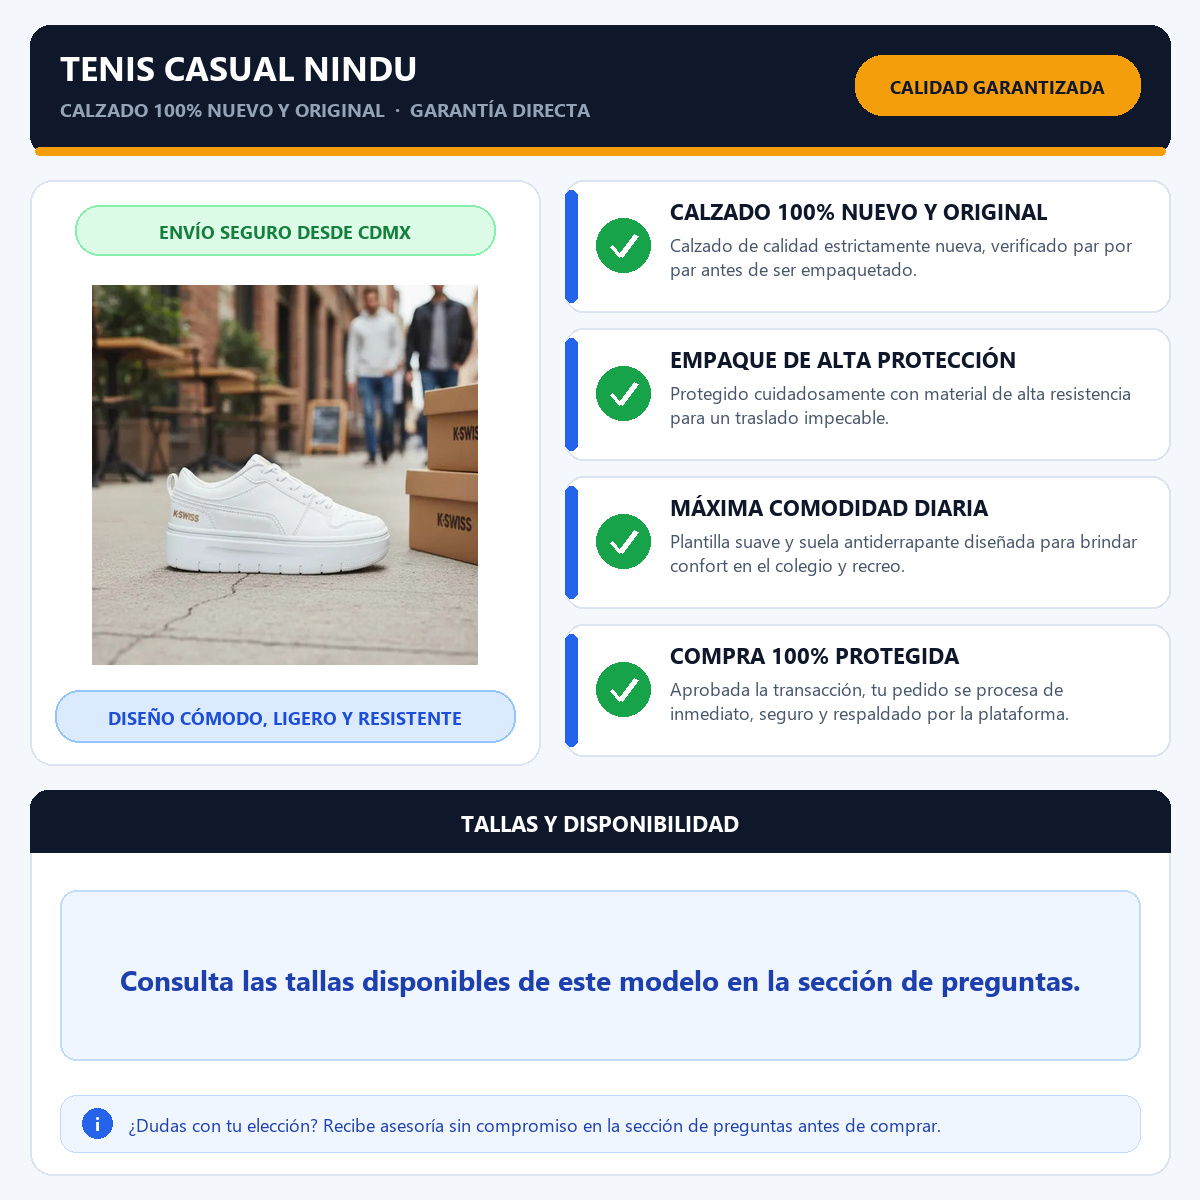 TENIS CASUAL NINDU
CALZADO 100% NUEVO Y ORIGINAL · GARANTÍA DIRECTA
CALIDAD GARANTIZADA
ENVÍO SEGURO DESDE CDMX
K·SWISS
K·SWIS
K·SWISS
DISEÑO CÓMODO, LIGERO Y RESISTENTE
CALZADO 100% NUEVO Y ORIGINAL
Calzado de calidad estrictamente nueva, verificado par por
par antes de ser empaquetado.
EMPAQUE DE ALTA PROTECCIÓN
Protegido cuidadosamente con material de alta resistencia
para un traslado impecable.
MÁXIMA COMODIDAD DIARIA
Plantilla suave y suela antiderrapante diseñada para brindar
confort en el colegio y recreo.
COMPRA 100% PROTEGIDA
Aprobada la transacción, tu pedido se procesa de
inmediato, seguro y respaldado por la plataforma.
TALLAS Y DISPONIBILIDAD
Consulta las tallas disponibles de este modelo en la sección de preguntas.
i
¿Dudas con tu elección? Recibe asesoría sin compromiso en la sección de preguntas antes de comprar.